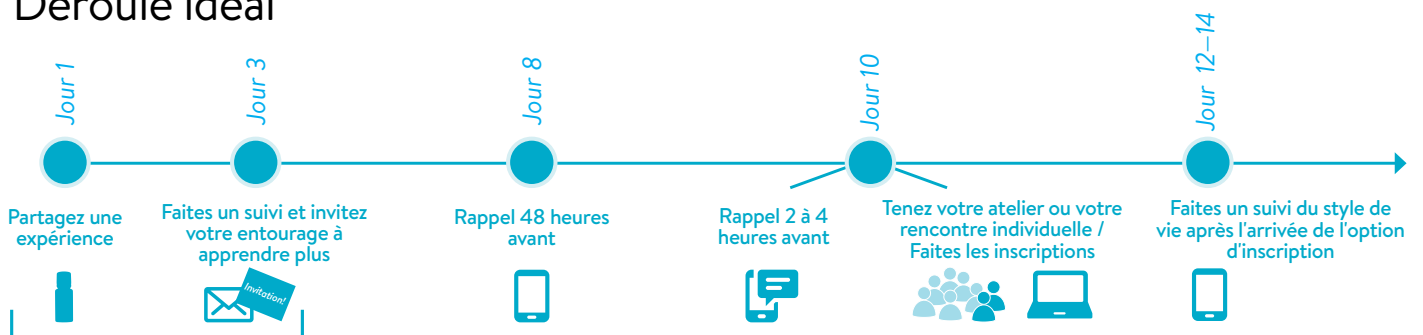 Déroulé idéal
Jour 1
Jour 3
Jour 8
Jour 10
Jour 12–14
Partagez une
expérience
Faites un suivi et invitez
votre entourage à
apprendre plus
Invitation!
Rappel 48 heures
avant
Rappel 2 à 4
heures avant
Tenez votre atelier ou votre
rencontre individuelle /
Faites les inscriptions
Faites un suivi du style de
vie après l'arrivée de l'option
d'inscription